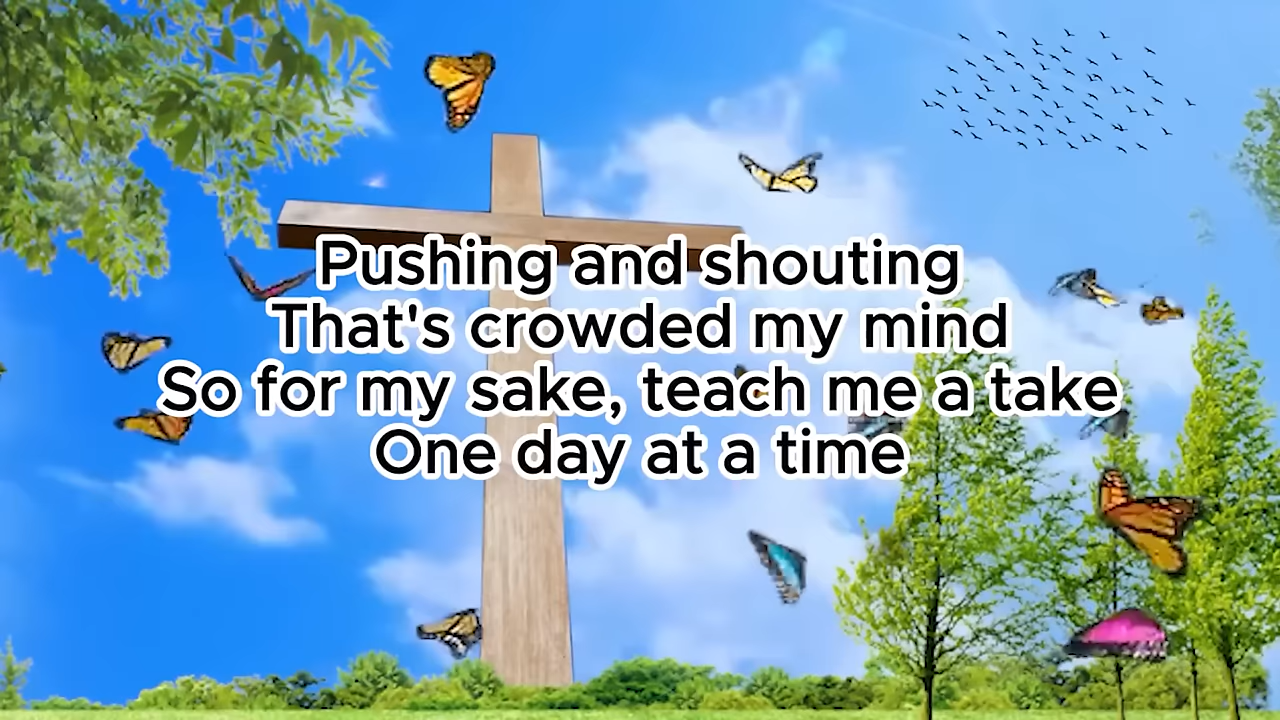 Pushing and shouting
That's crowded my mind
So for my sake, teach me a take
One day at a time